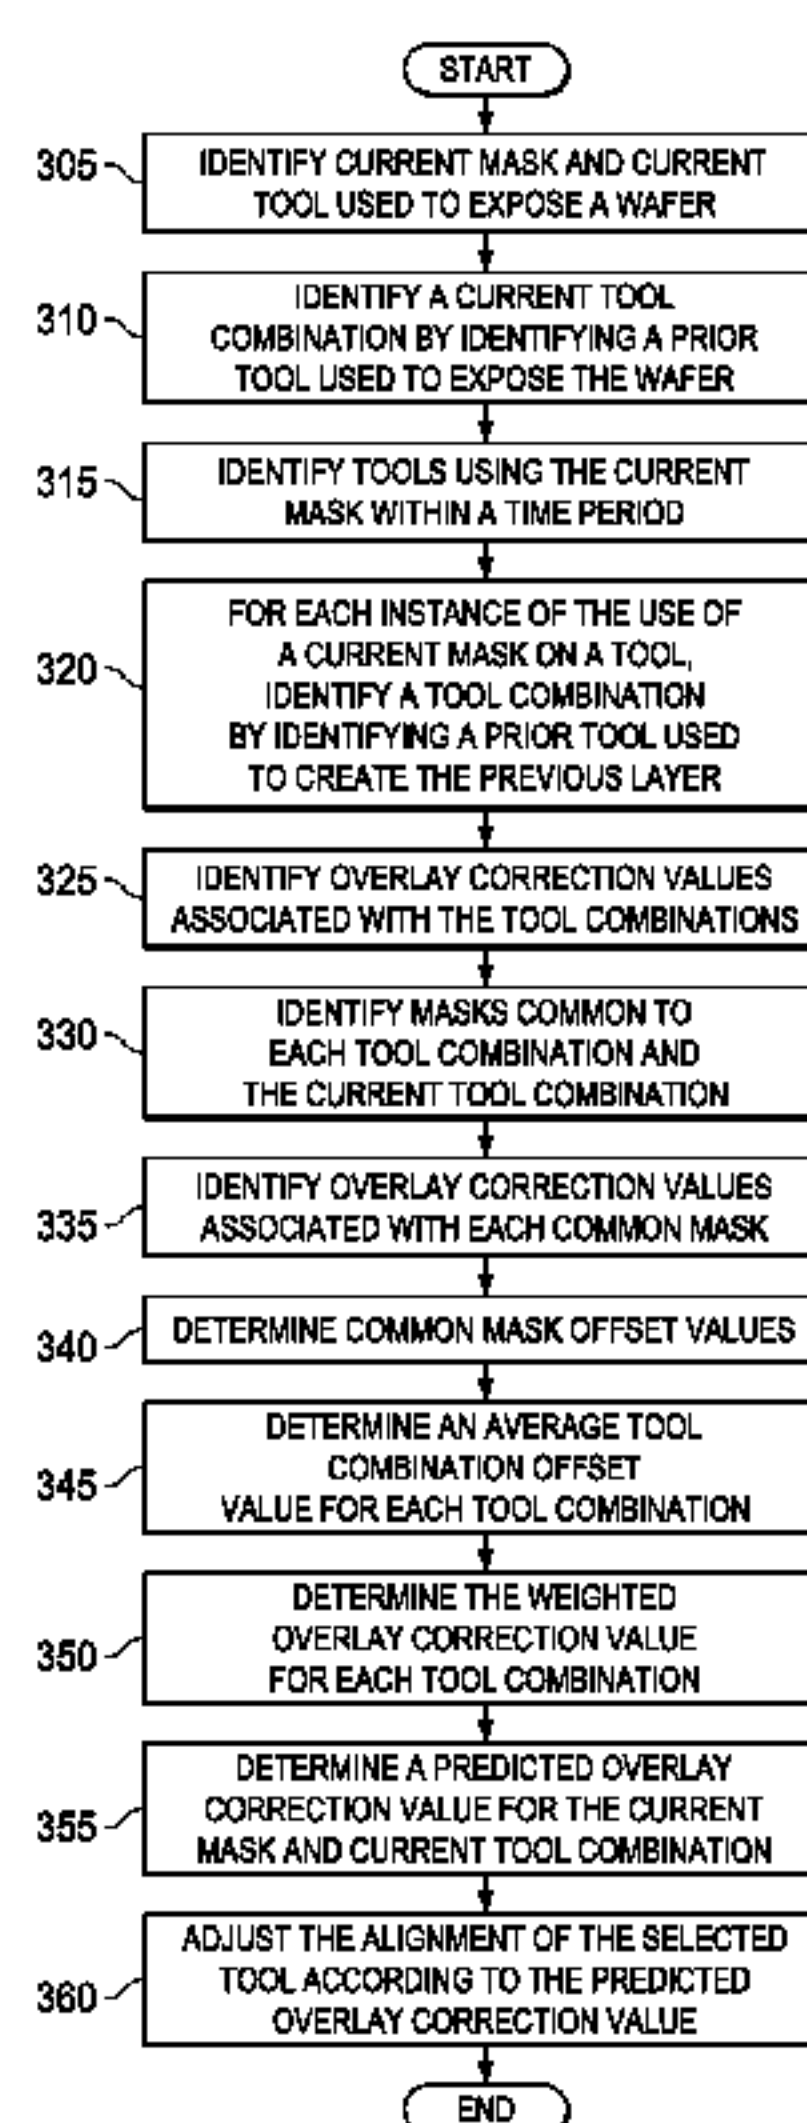 START
305
IDENTIFY CURRENT MASK AND CURRENT
TOOL USED TO EXPOSE A WAFER
310
IDENTIFY A CURRENT TOOL
COMBINATION BY IDENTIFYING A PRIOR
TOOL USED TO EXPOSE THE WAFER
315
IDENTIFY TOOLS USING THE CURRENT
MASK WITHIN A TIME PERIOD
320
FOR EACH INSTANCE OF THE USE OF
A CURRENT MASK ON A TOOL,
IDENTIFY A TOOL COMBINATION
BY IDENTIFYING A PRIOR TOOL USED
TO CREATE THE PREVIOUS LAYER
325
IDENTIFY OVERLAY CORRECTION VALUES
ASSOCIATED WITH THE TOOL COMBINATIONS
330
IDENTIFY MASKS COMMON TO
EACH TOOL COMBINATION AND
THE CURRENT TOOL COMBINATION
335
IDENTIFY OVERLAY CORRECTION VALUES
ASSOCIATED WITH EACH COMMON MASK
340
DETERMINE COMMON MASK OFFSET VALUES
345
DETERMINE AN AVERAGE TOOL
COMBINATION OFFSET
VALUE FOR EACH TOOL COMBINATION
350
DETERMINE THE WEIGHTED
OVERLAY CORRECTION VALUE
FOR EACH TOOL COMBINATION
355
DETERMINE A PREDICTED OVERLAY
CORRECTION VALUE FOR THE CURRENT
MASK AND CURRENT TOOL COMBINATION
360
ADJUST THE ALIGNMENT OF THE SELECTED
TOOL ACCORDING TO THE PREDICTED
OVERLAY CORRECTION VALUE
END